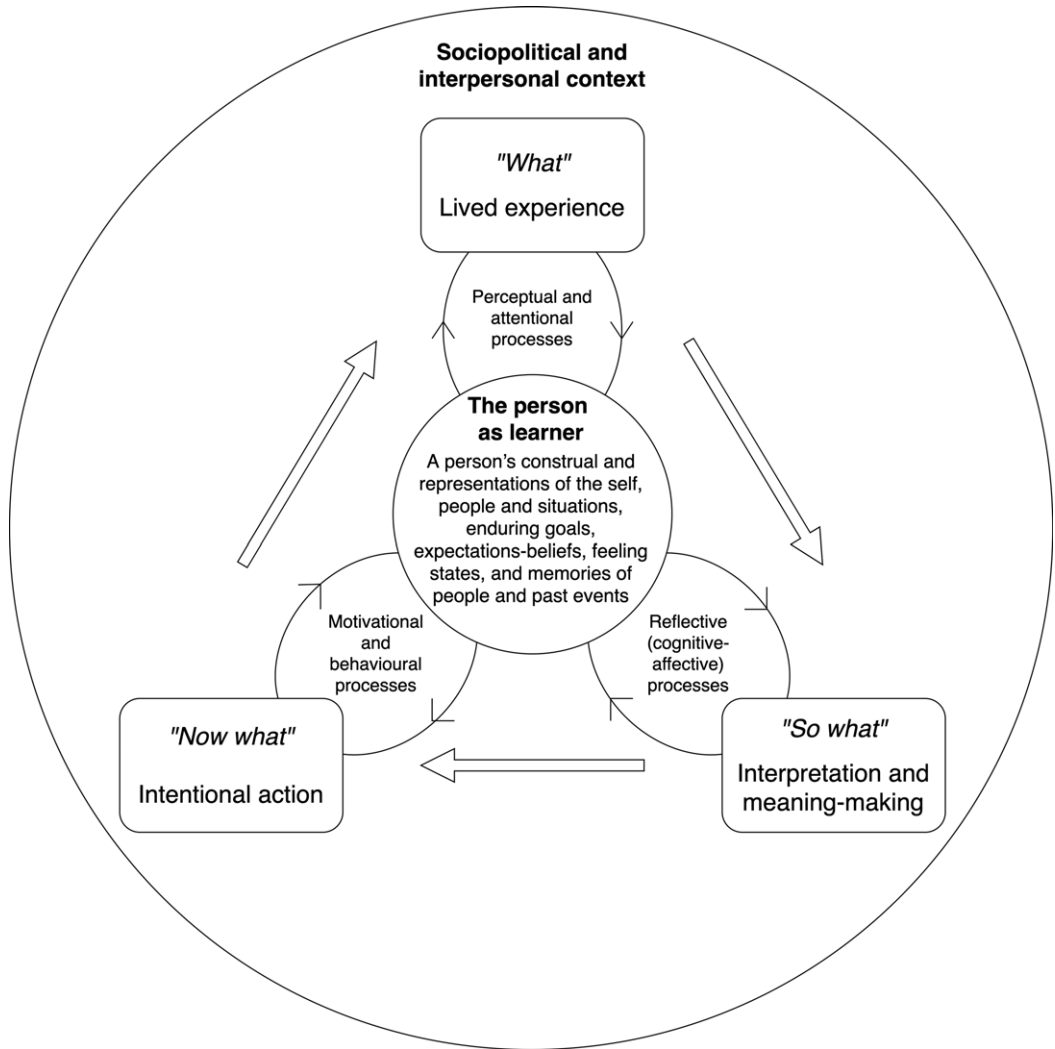 Sociopolitical and
interpersonal context
"What"
Lived experience
Perceptual and
attentional
processes
The person
as learner
A person's construal and
representations of the self,
people and situations,
enduring goals,
expectations-beliefs, feeling
states, and memories of
people and past events
Motivational
and
behavioural
processes
Reflective
(cognitive-
affective)
processes
"Now what"
Intentional action
"So what"
Interpretation and
meaning-making